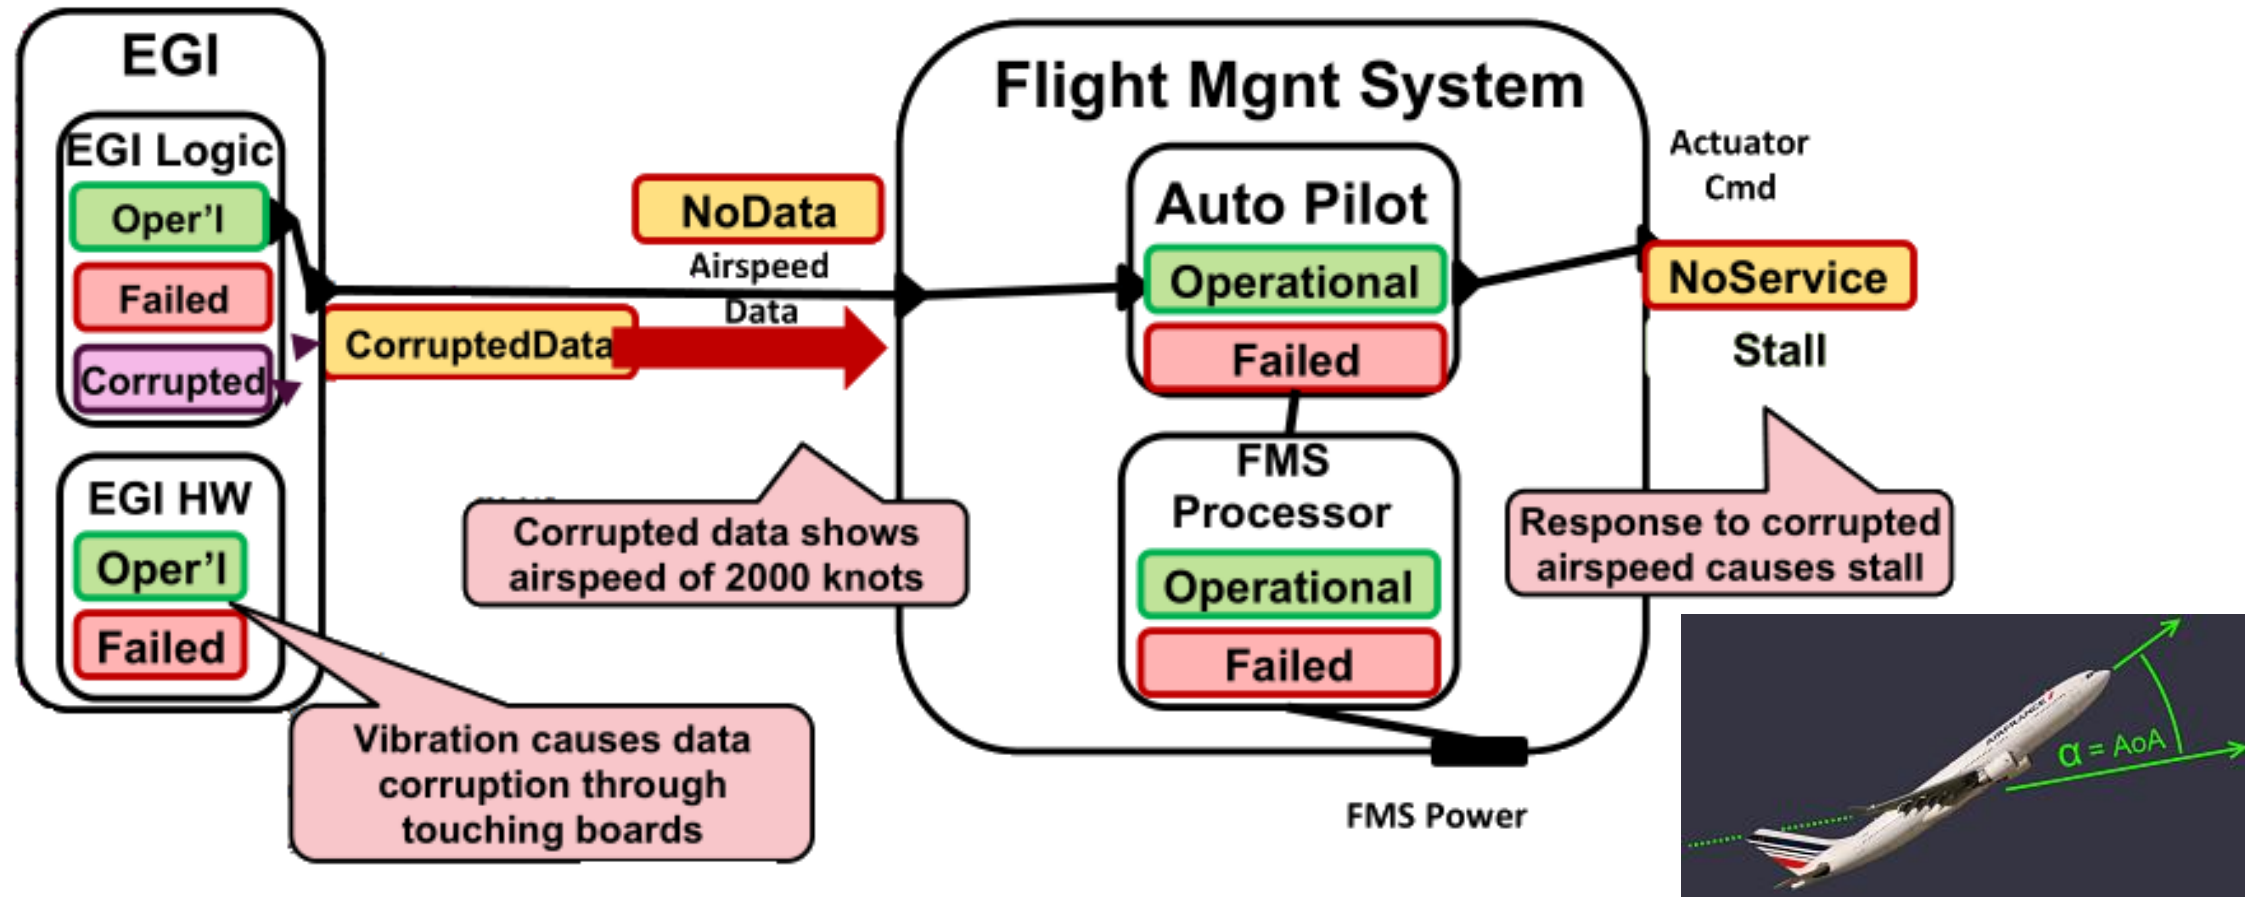 EGI
EGI Logic
Oper'l
Failed
Corrupted
EGI HW
Oper'l
Failed
NoData
Airspeed
Data
CorruptedData
Corrupted data shows
airspeed of 2000 knots
Vibration causes data
corruption through
touching boards
Flight Mgnt System
Auto Pilot
Operational
Failed
FMS
Processor
Operational
Failed
FMS Power
Actuator
Cmd
NoService
Stall
Response to corrupted
airspeed causes stall
AIRFRANCE
α = AoA